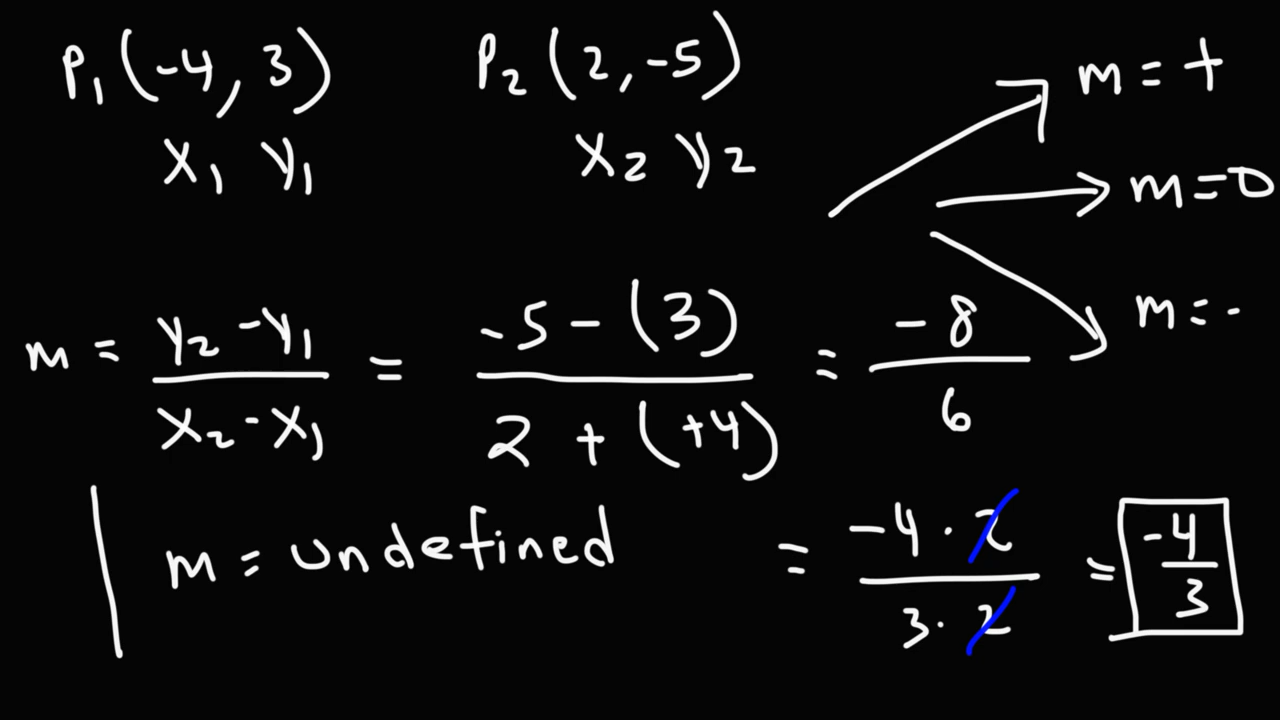 P₁ (-4, 3) P₂ (2, -5) m = +
X₁ Y₁ X₂ Y₂ m = 0
m = -
m = (Y₂ - Y₁)/(X₂ - X₁) = (-5 - (3))/(2 + (+4)) = -8/6
m = undefined = (-4 · 2)/(3 · 2) = -4/3